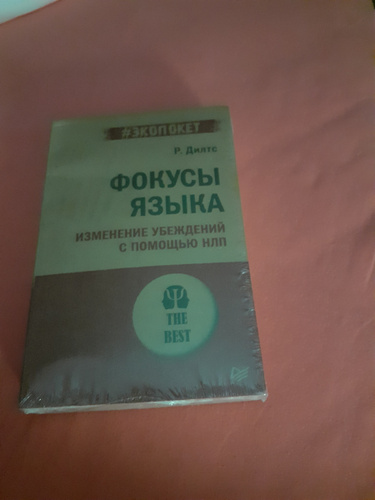 #экопокет
Р. Дилтс
ФОКУСЫ
ЯЗЫКА
ИЗМЕНЕНИЕ УБЕЖДЕНИЙ
С ПОМОЩЬЮ НЛП
THE
BEST